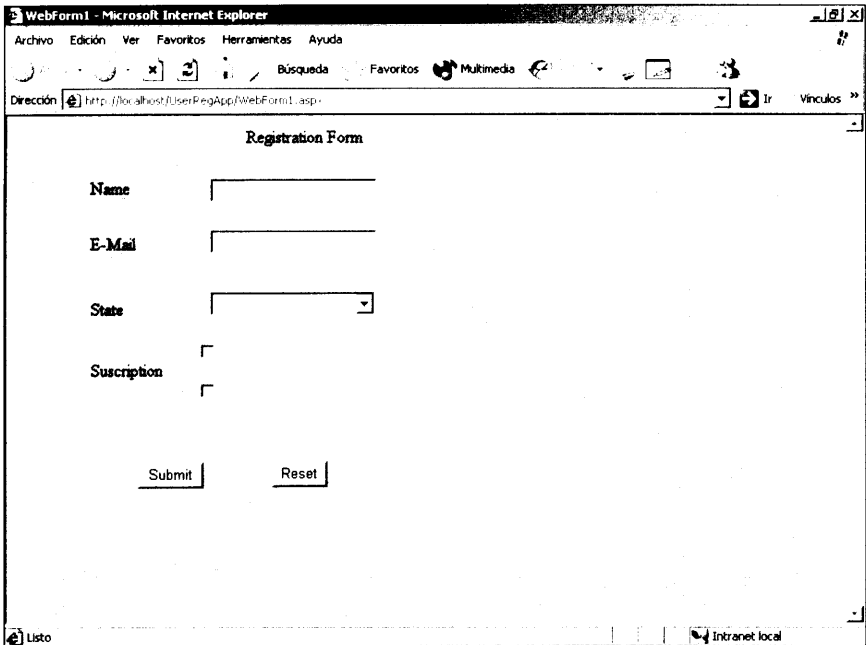 WebForm1 - Microsoft Internet Explorer
Archivo Edición Ver Favoritos Herramientas Ayuda
Búsqueda Favoritos Multimedia
Dirección http://localhost/UserRegApp/WebForm1.asp Ir Vínculos »
Registration Form
Name
E-Mail
State
Suscription
Submit Reset
Listo Intranet local